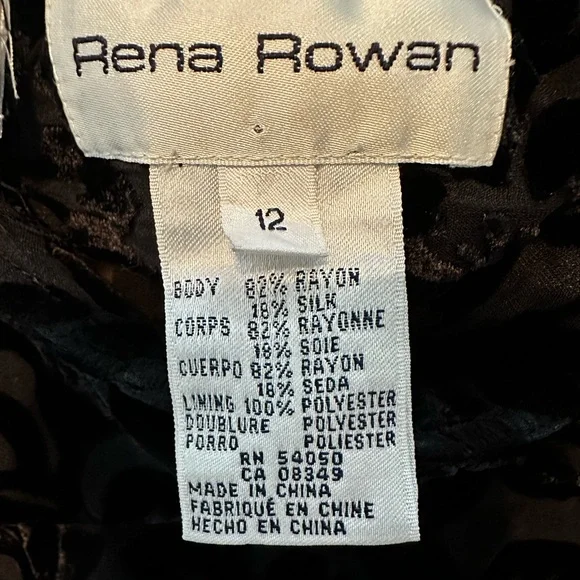 Rena Rowan
12
BODY 82% RAYON
18% SILK
CORPS 82% RAYONNE
18% SOIE
CUERPO 82% RAYON
18% SEDA
LINING 100% POLYESTER
DOUBLURE POLYESTER
PORRO POLIESTER
RN 54050
CA 08349
MADE IN CHINA
FABRIQUÉ EN CHINE
HECHO EN CHINA